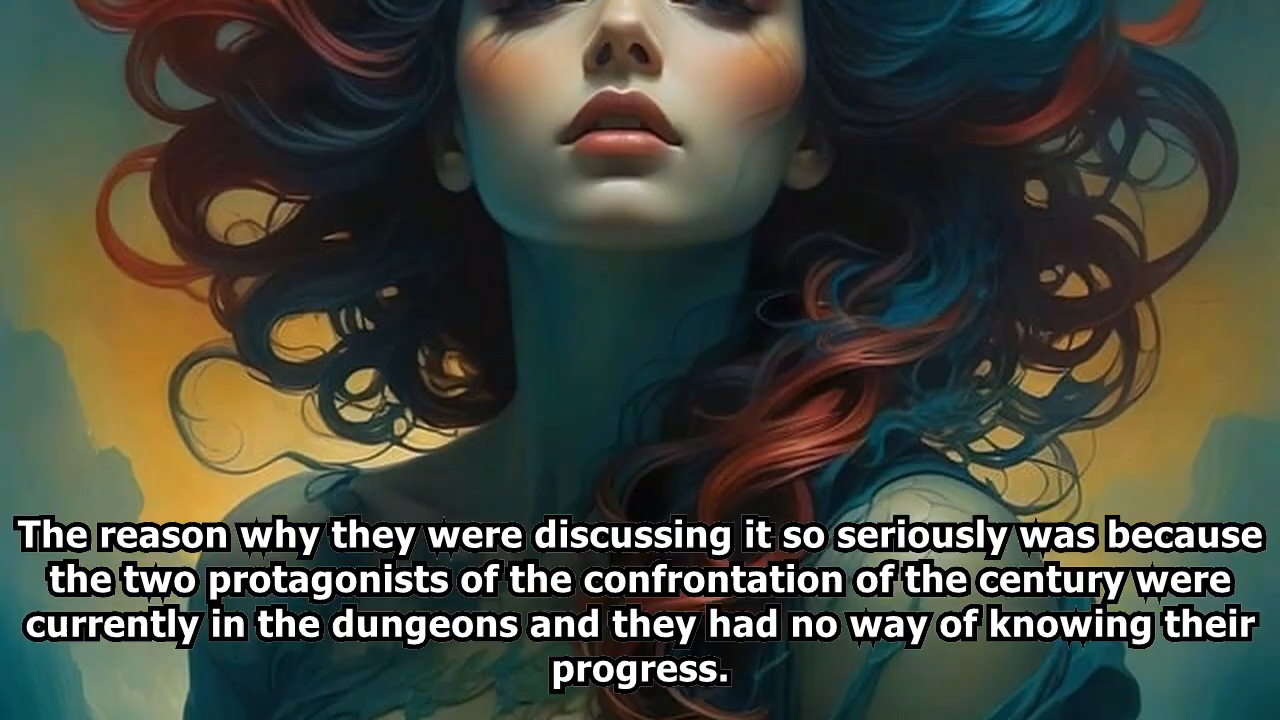 The reason why they were discussing it so seriously was because
the two protagonists of the confrontation of the century were
currently in the dungeons and they had no way of knowing their
progress.